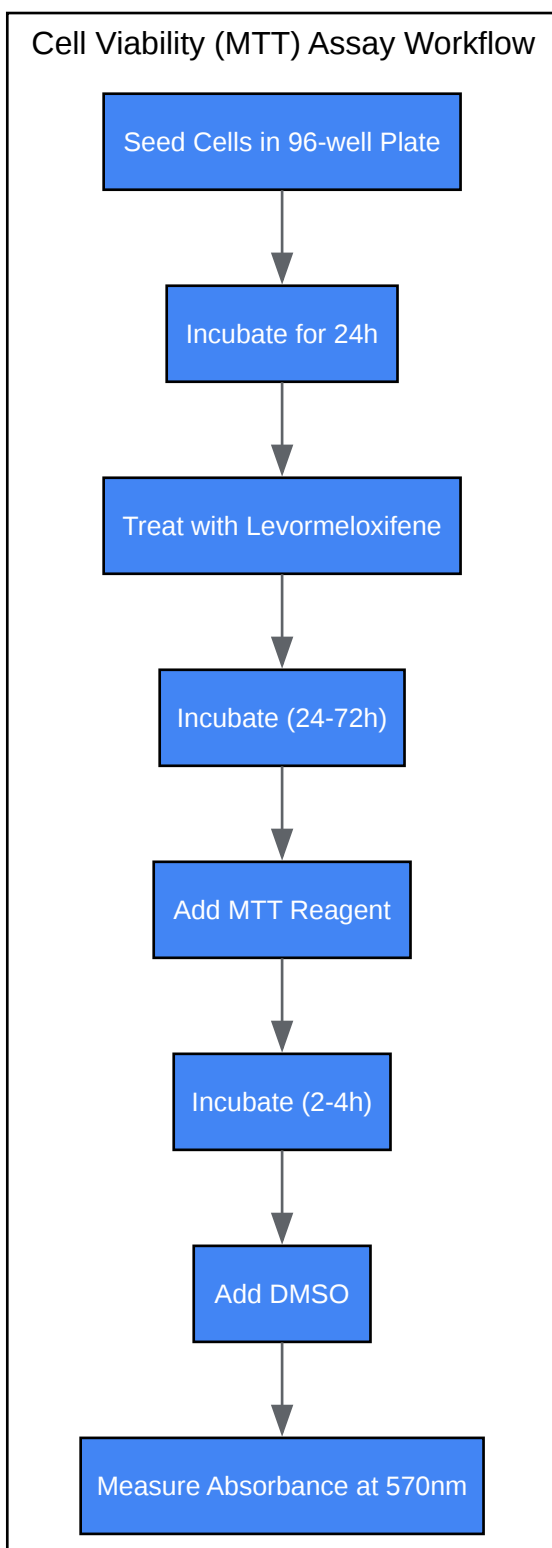 Cell Viability (MTT) Assay Workflow
Seed Cells in 96-well Plate
Incubate for 24h
Treat with Levormeloxifene
Incubate (24-72h)
Add MTT Reagent
Incubate (2-4h)
Add DMSO
Measure Absorbance at 570nm